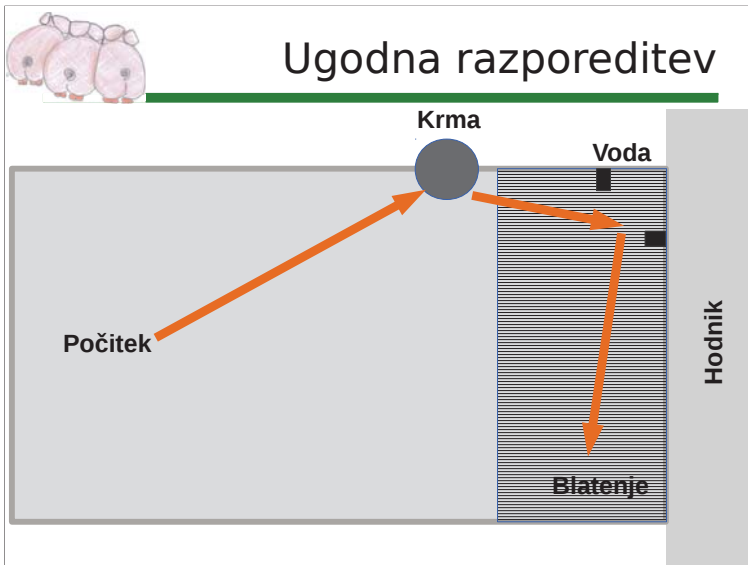 Ugodna razporeditev
Krma
Voda
Počitek
Hodnik
Blatenje